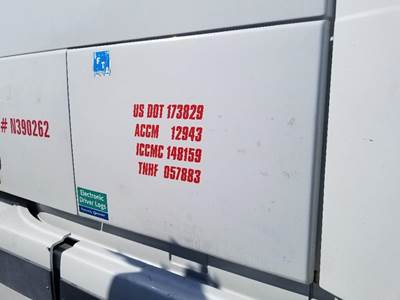 # N390262
US DOT 173829
ACCM 12943
ICCMC 148159
TNHF 057883
Electronic
Driver Logs